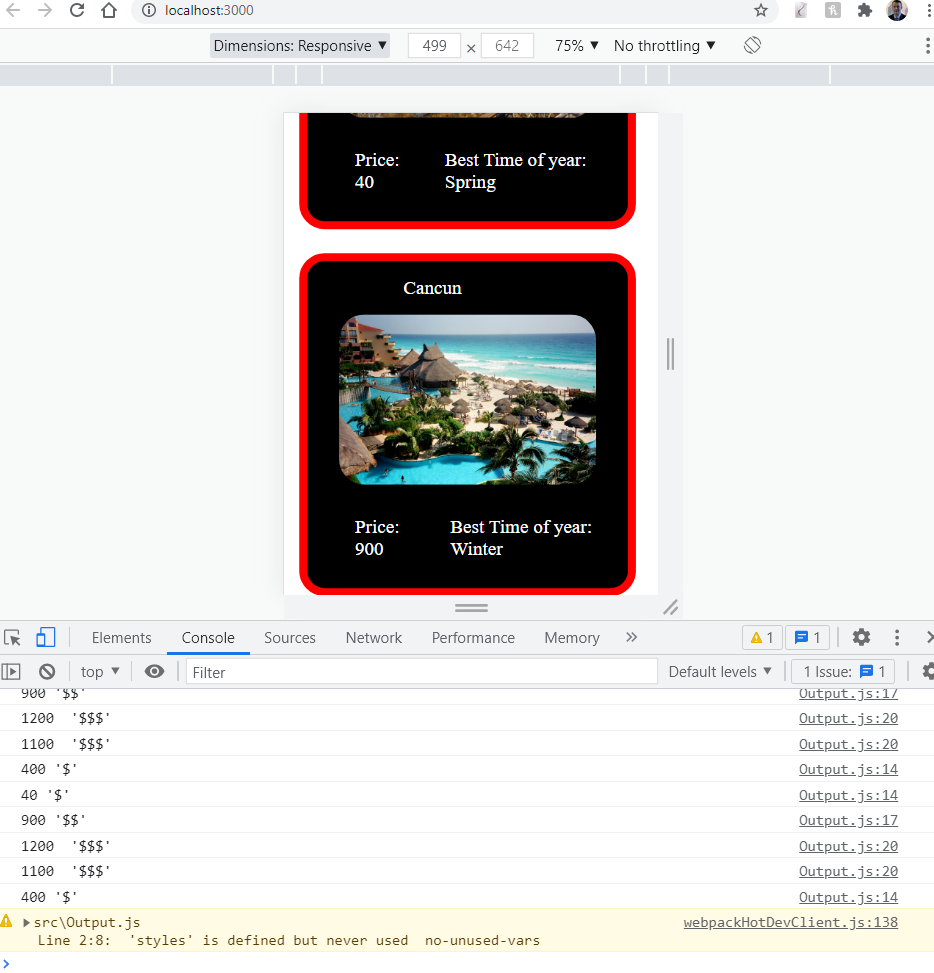 localhost:3000
Dimensions: Responsive ▼ 499 × 642 75% ▼ No throttling ▼
Price: Best Time of year:
40 Spring
Cancun
Price: Best Time of year:
900 Winter
Elements Console Sources Network Performance Memory » 1 1
top ▼ Filter Default levels ▼ 1 Issue: 1
900 '$$' Output.js:17
1200  '$$$' Output.js:20
1100  '$$$' Output.js:20
400 '$' Output.js:14
40 '$' Output.js:14
900 '$$' Output.js:17
1200  '$$$' Output.js:20
1100  '$$$' Output.js:20
400 '$' Output.js:14
src\Output.js webpackHotDevClient.js:138
Line 2:8:  'styles' is defined but never used  no-unused-vars